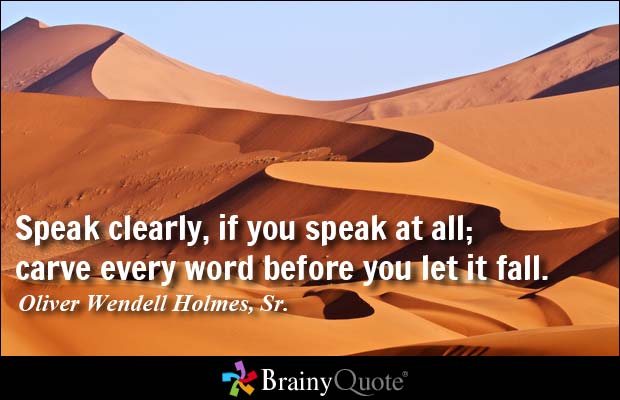 Speak clearly, if you speak at all;
carve every word before you let it fall.
Oliver Wendell Holmes, Sr.
BrainyQuote®